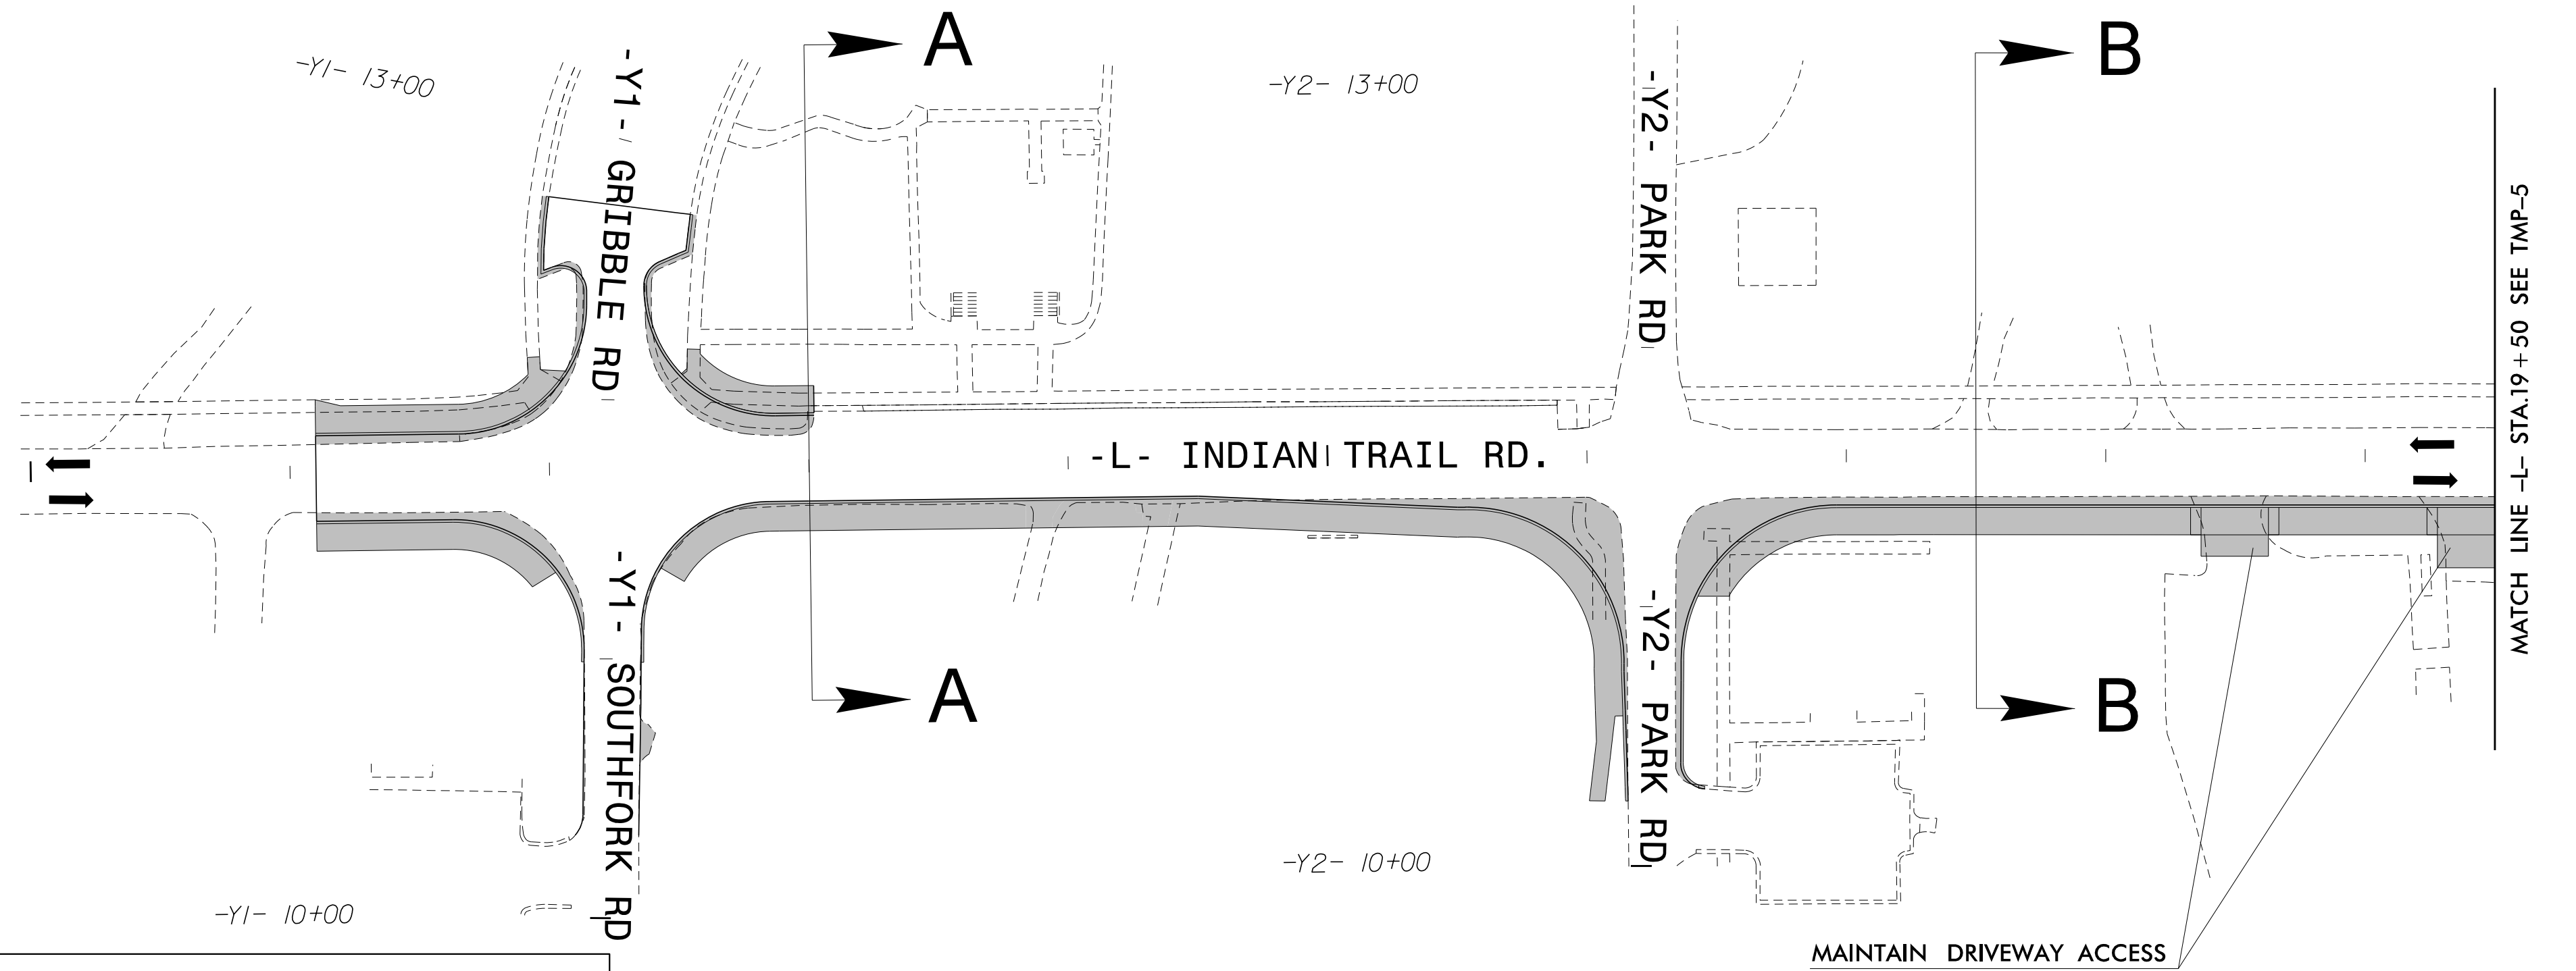 A
B
-Y1- 13+00
-Y1- GRIBBLE RD
-Y2- 13+00
-Y2- PARK RD
-L- INDIAN TRAIL RD.
MATCH LINE -L- STA.19+50 SEE TMP-5
-Y1- SOUTHFORK RD
-Y2- PARK RD
A
B
-Y2- 10+00
-Y1- 10+00
MAINTAIN DRIVEWAY ACCESS